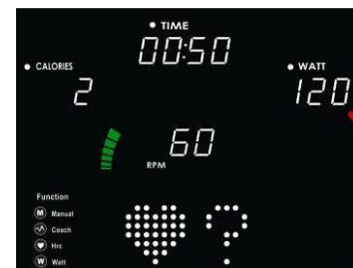 TIME
00:50
CALORIES
2
WATT
120
60
RPM
Function
M Manual
Coach
Hrc
W Watt
?